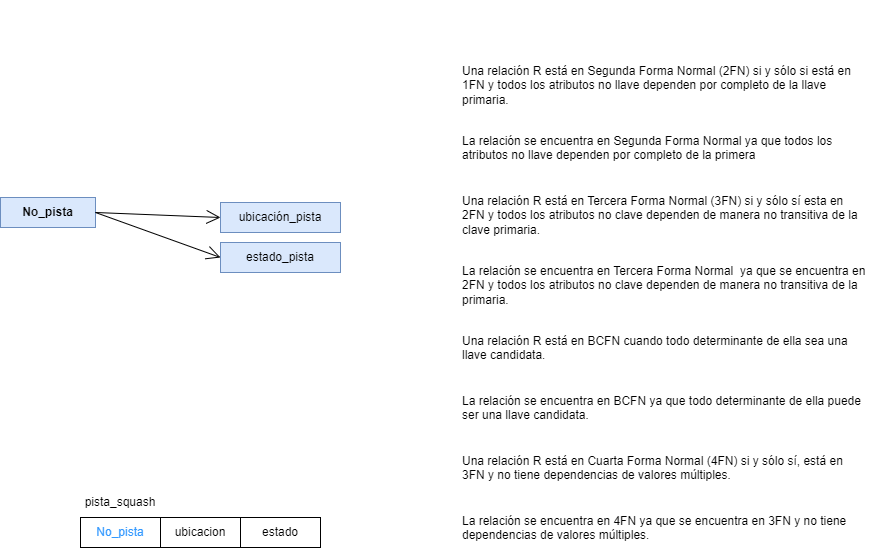 Una relación R está en Segunda Forma Normal (2FN) si y sólo si está en
1FN y todos los atributos no llave dependen por completo de la llave
primaria.
La relación se encuentra en Segunda Forma Normal ya que todos los
atributos no llave dependen por completo de la primera
No_pista
ubicación_pista
estado_pista
Una relación R está en Tercera Forma Normal (3FN) si y sólo sí esta en
2FN y todos los atributos no clave dependen de manera no transitiva de la
clave primaria.
La relación se encuentra en Tercera Forma Normal ya que se encuentra en
2FN y todos los atributos no clave dependen de manera no transitiva de la
primaria.
Una relación R está en BCFN cuando todo determinante de ella sea una
llave candidata.
La relación se encuentra en BCFN ya que todo determinante de ella puede
ser una llave candidata.
Una relación R está en Cuarta Forma Normal (4FN) si y sólo sí, está en
3FN y no tiene dependencias de valores múltiples.
La relación se encuentra en 4FN ya que se encuentra en 3FN y no tiene
dependencias de valores múltiples.
pista_squash
No_pista ubicacion estado